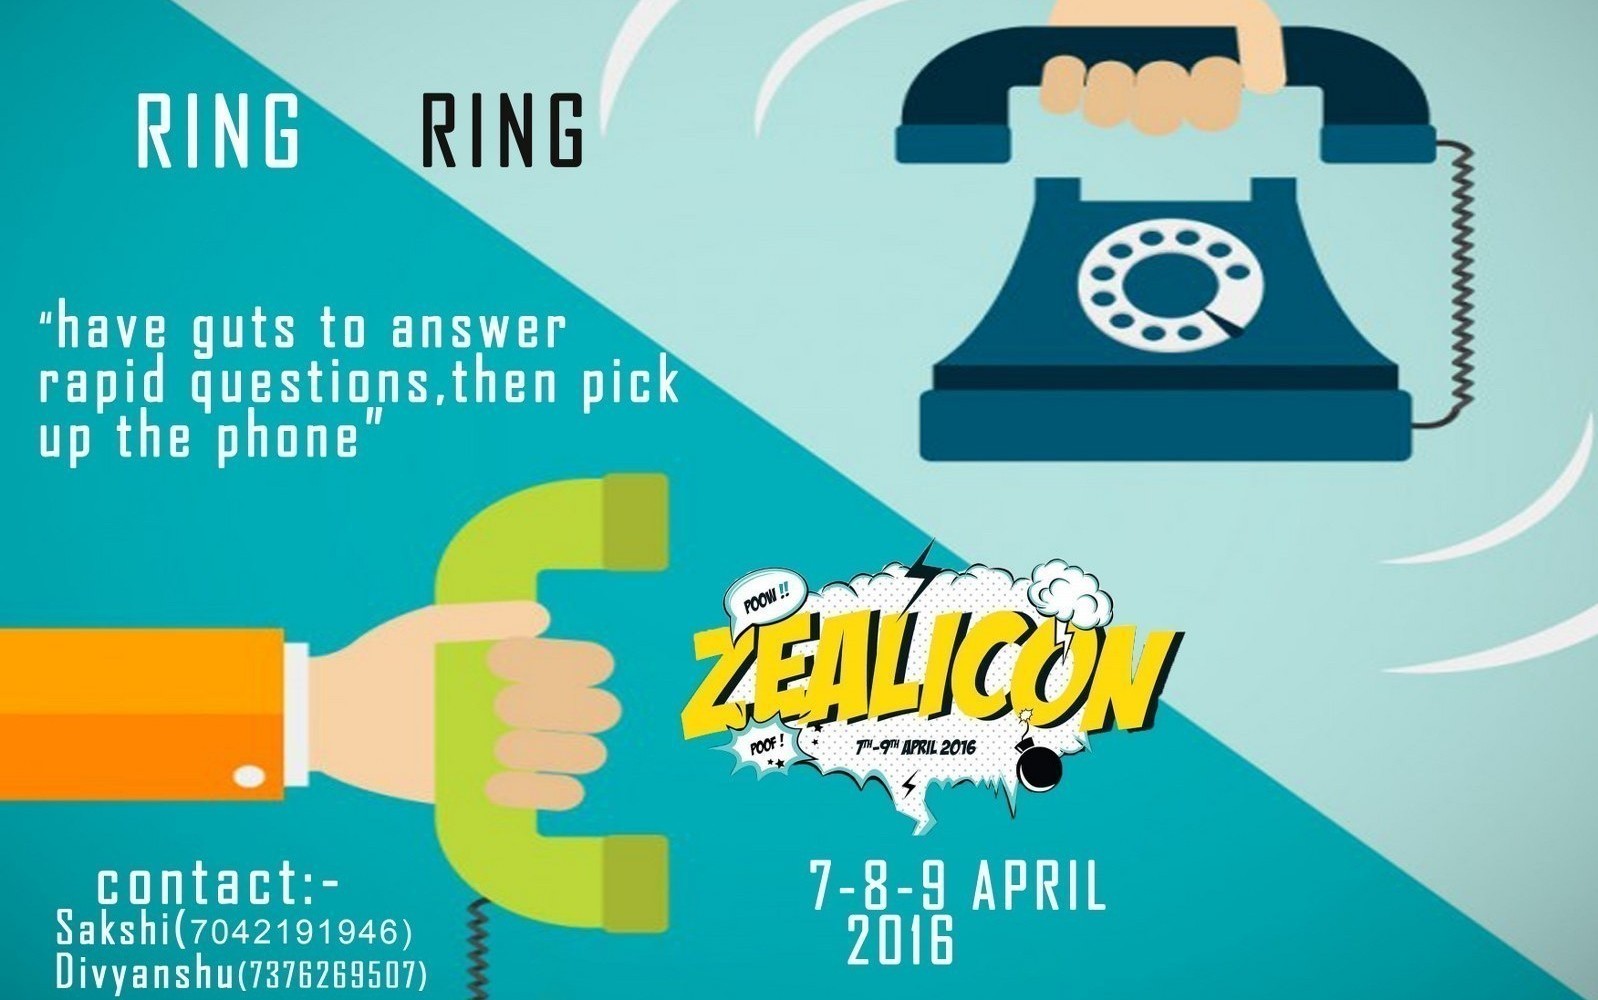 RING RING
“have guts to answer
rapid questions,then pick
up the phone”
POOW !!
ZEALICON
POOF !
7TH-9TH APRIL 2016
7-8-9 APRIL
2016
contact:-
Sakshi(7042191946)
Divyanshu(7376269507)